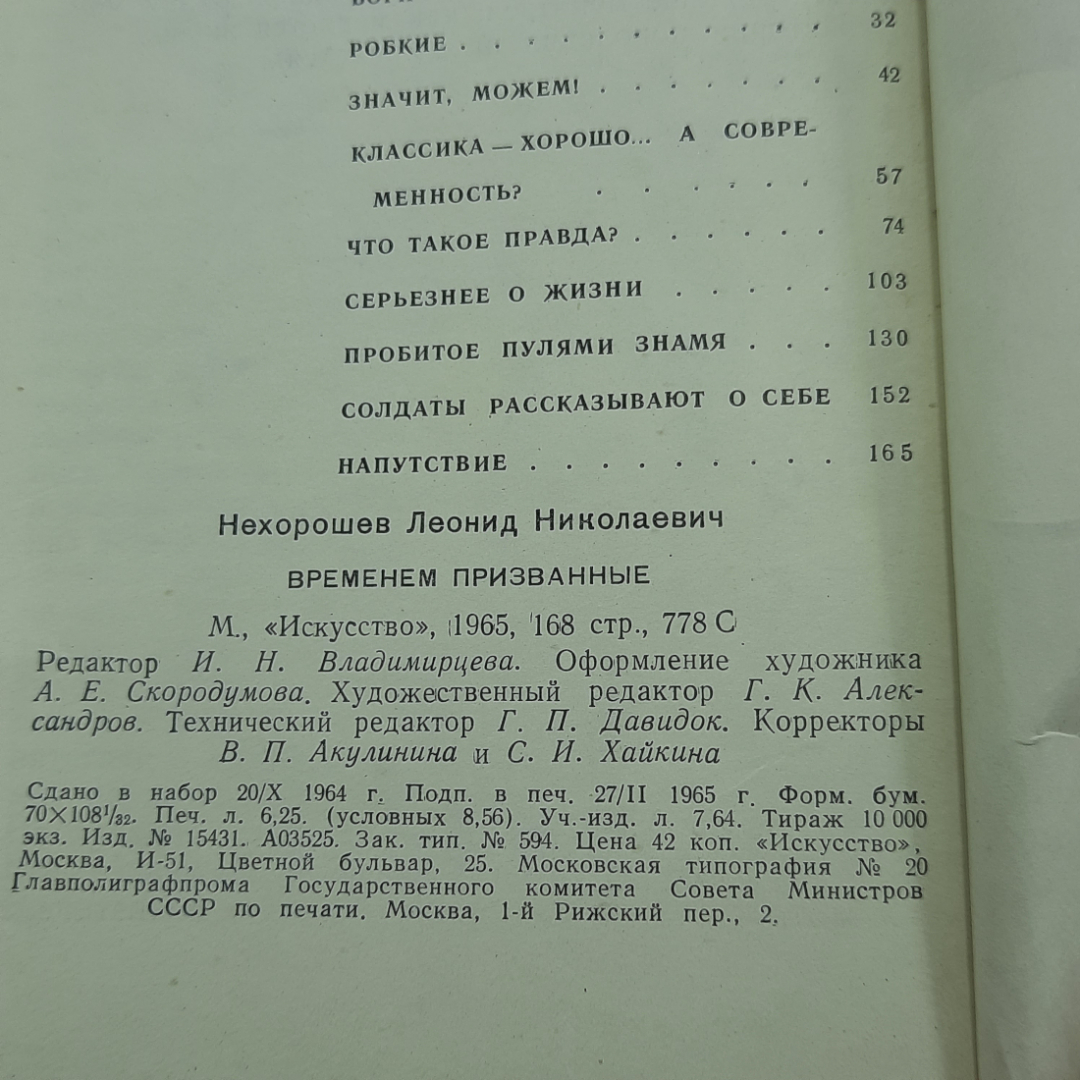 32
РОБКИЕ . . . . . . . . . . .
ЗНАЧИТ, МОЖЕМ! . . . . . . . 42
КЛАССИКА — ХОРОШО... А СОВРЕ-
МЕННОСТЬ? . . . . . . 57
ЧТО ТАКОЕ ПРАВДА? . . . . . . 74
СЕРЬЕЗНЕЕ О ЖИЗНИ . . . . . 103
ПРОБИТОЕ ПУЛЯМИ ЗНАМЯ . . . 130
СОЛДАТЫ РАССКАЗЫВАЮТ О СЕБЕ 152
НАПУТСТВИЕ . . . . . . . . . 165
Нехорошев Леонид Николаевич
ВРЕМЕНЕМ ПРИЗВАННЫЕ
М., «Искусство», 1965, 168 стр., 778 С
Редактор И. Н. Владимирцева. Оформление художника
А. Е. Скородумова. Художественный редактор Г. К. Алек-
сандров. Технический редактор Г. П. Давидок. Корректоры
В. П. Акулинина и С. И. Хайкина
Сдано в набор 20/X 1964 г. Подп. в печ. 27/II 1965 г. Форм. бум.
70×108¹/₃₂. Печ. л. 6,25. (условных 8,56). Уч.-изд. л. 7,64. Тираж 10 000
экз. Изд. № 15431. А03525. Зак. тип. № 594. Цена 42 коп. «Искусство»,
Москва, И-51, Цветной бульвар, 25. Московская типография № 20
Главполиграфпрома Государственного комитета Совета Министров
СССР по печати. Москва, 1-й Рижский пер., 2.